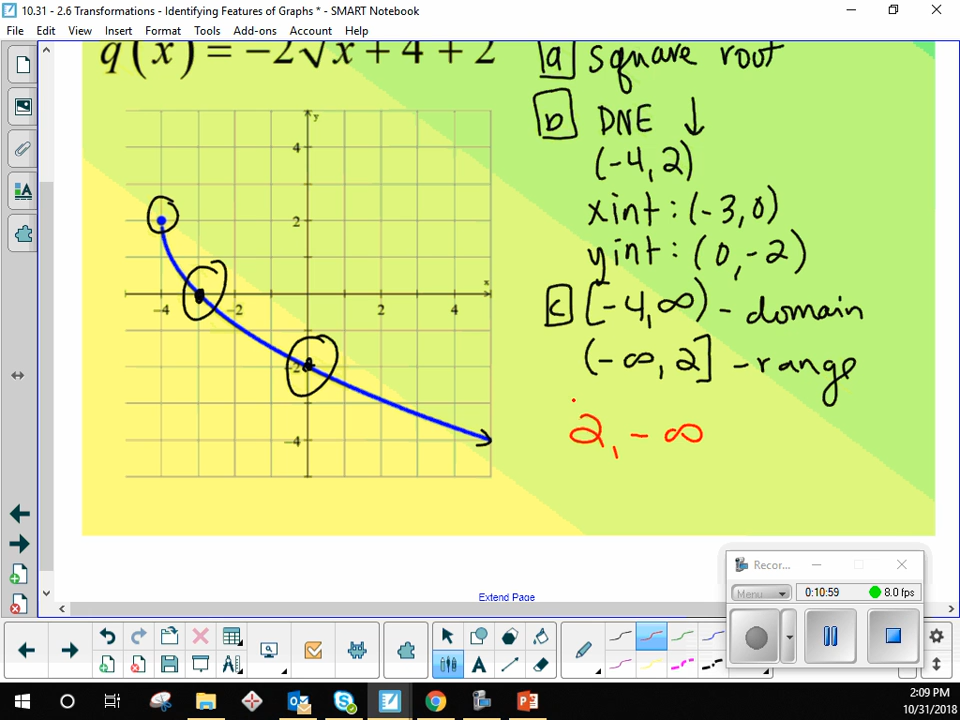 10.31 - 2.6 Transformations - Identifying Features of Graphs * - SMART Notebook
File Edit View Insert Format Tools Add-ons Account Help
q(x) = −2√x + 4 + 2
a square root
b DNE ↓
(-4, 2)
x int : (-3, 0)
y int : (0, -2)
c [-4, ∞) - domain
(-∞, 2] - range
2, - ∞
y
4
2
x
-4 -2 2 4
-2
-4
Extend Page
Recor...
Menu 0:10:59 8.0 fps
A
2:09 PM
10/31/2018